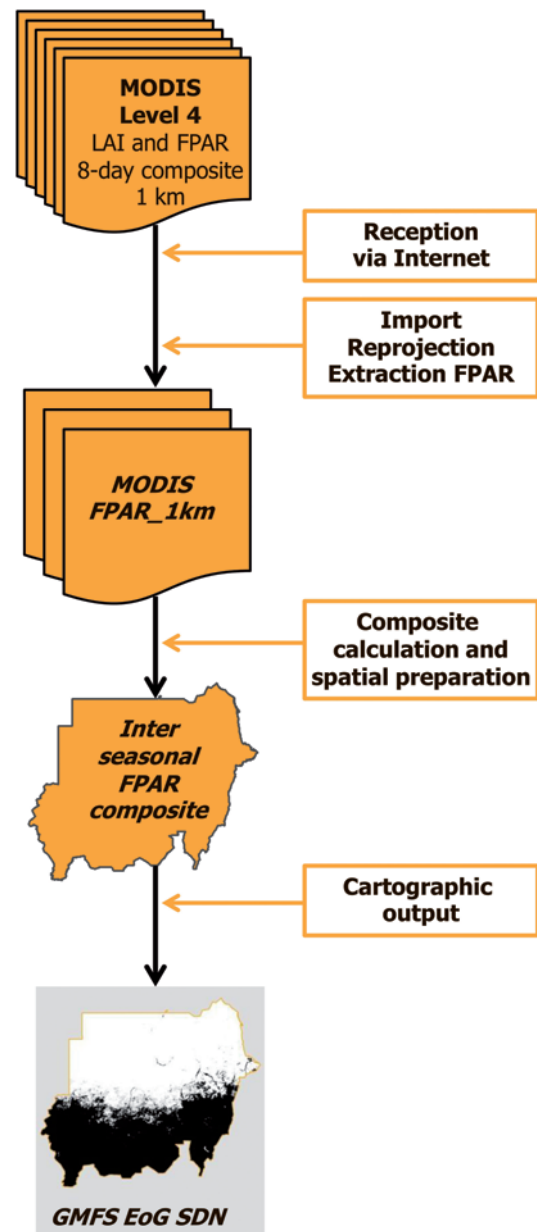 MODIS
Level 4
LAI and FPAR
8-day composite
1 km
Reception
via Internet
Import
Reprojection
Extraction FPAR
MODIS
FPAR_1km
Composite
calculation and
spatial preparation
Inter
seasonal
FPAR
composite
Cartographic
output
GMFS EoG SDN